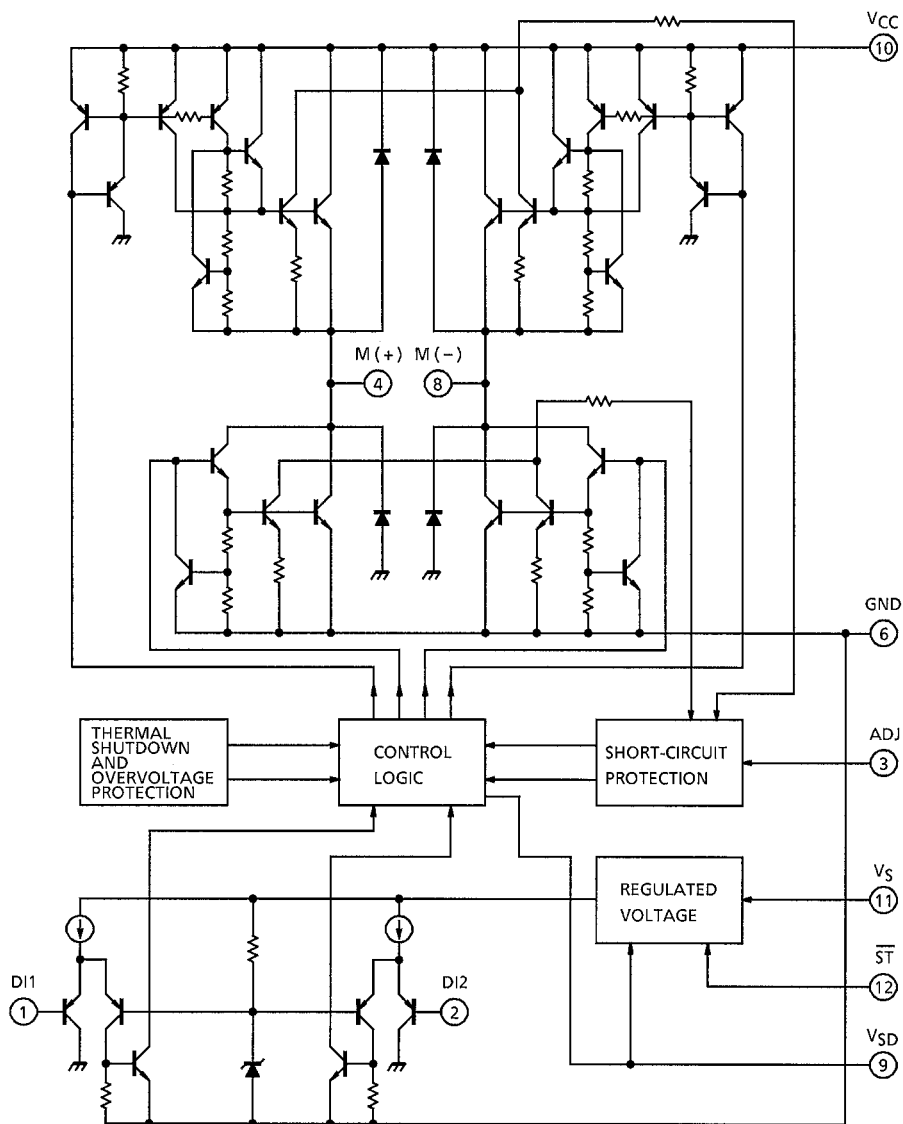 VCC
10
M(+) M(−)
4 8
GND
6
THERMAL
SHUTDOWN
AND
OVERVOLTAGE
PROTECTION
CONTROL
LOGIC
SHORT-CIRCUIT
PROTECTION
ADJ
3
REGULATED
VOLTAGE
VS
11
ST
12
DI1
1
DI2
2
VSD
9